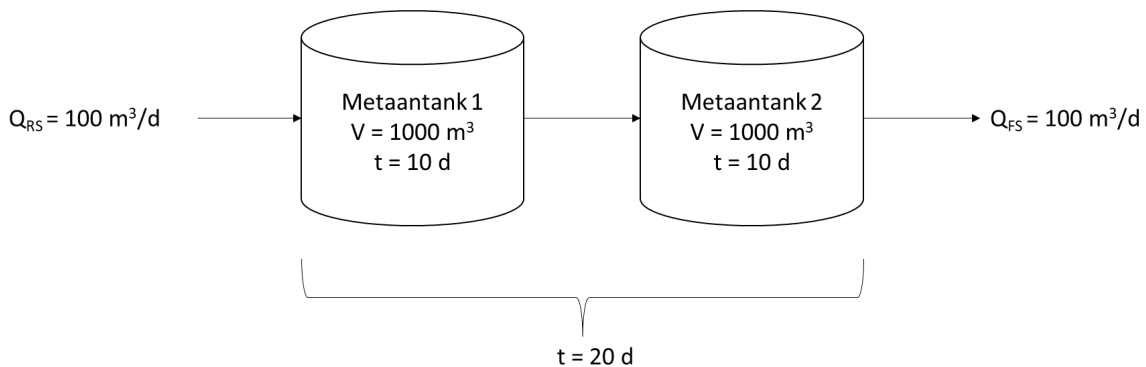 Q_RS = 100 m³/d
Metaantank 1
V = 1000 m³
t = 10 d
Metaantank 2
V = 1000 m³
t = 10 d
Q_FS = 100 m³/d
t = 20 d